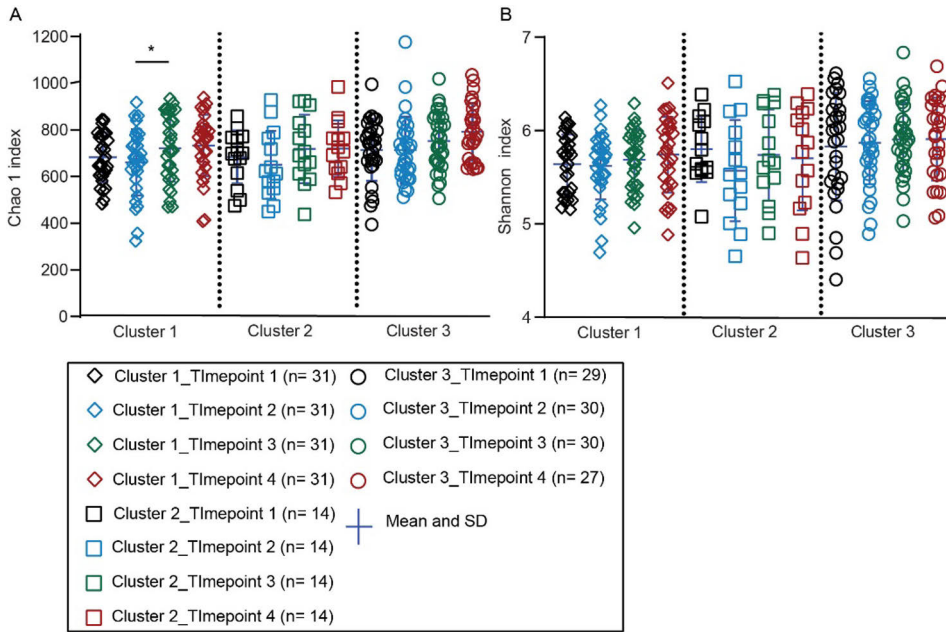 A
Chao 1 index
1200
1000
800
600
400
200
0
*
Cluster 1
Cluster 2
Cluster 3
B
Shannon index
7
6
5
4
Cluster 1
Cluster 2
Cluster 3
Cluster 1_TImepoint 1 (n= 31)
Cluster 1_TImepoint 2 (n= 31)
Cluster 1_TImepoint 3 (n= 31)
Cluster 1_TImepoint 4 (n= 31)
Cluster 2_TImepoint 1 (n= 14)
Cluster 2_TImepoint 2 (n= 14)
Cluster 2_TImepoint 3 (n= 14)
Cluster 2_TImepoint 4 (n= 14)
Cluster 3_TImepoint 1 (n= 29)
Cluster 3_TImepoint 2 (n= 30)
Cluster 3_TImepoint 3 (n= 30)
Cluster 3_TImepoint 4 (n= 27)
Mean and SD